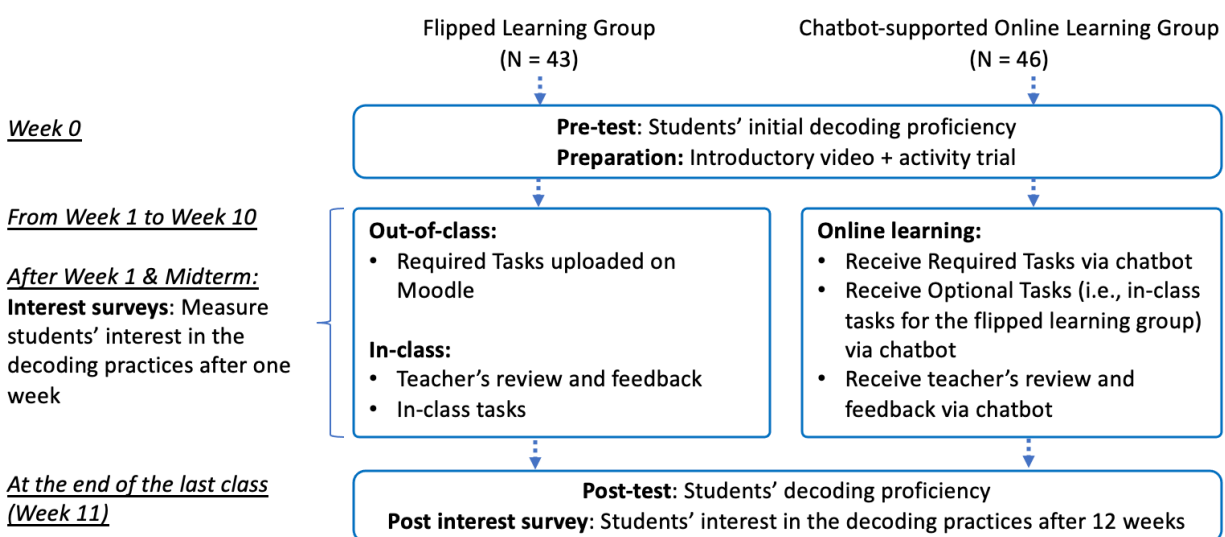 Flipped Learning Group
(N = 43)
Chatbot-supported Online Learning Group
(N = 46)
Week 0
Pre-test: Students’ initial decoding proficiency
Preparation: Introductory video + activity trial
From Week 1 to Week 10
After Week 1 & Midterm:
Interest surveys: Measure
students’ interest in the
decoding practices after one
week
Out-of-class:
• Required Tasks uploaded on
Moodle
In-class:
• Teacher’s review and feedback
• In-class tasks
Online learning:
• Receive Required Tasks via chatbot
• Receive Optional Tasks (i.e., in-class
tasks for the flipped learning group)
via chatbot
• Receive teacher’s review and
feedback via chatbot
At the end of the last class
(Week 11)
Post-test: Students’ decoding proficiency
Post interest survey: Students’ interest in the decoding practices after 12 weeks